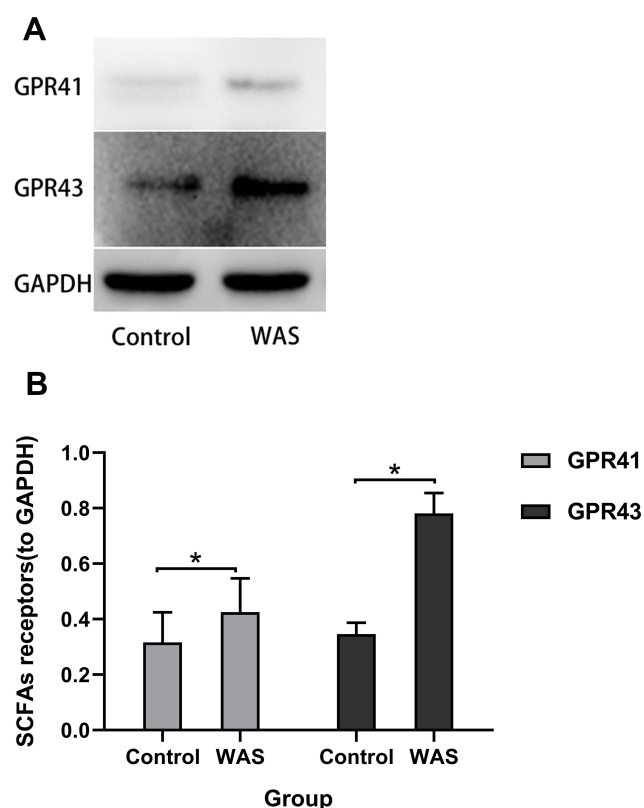 A
GPR41
GPR43
GAPDH
Control WAS
B
SCFAs receptors(to GAPDH)
1.0
0.8
0.6
0.4
0.2
0.0
*
*
Control WAS Control WAS
Group
GPR41
GPR43